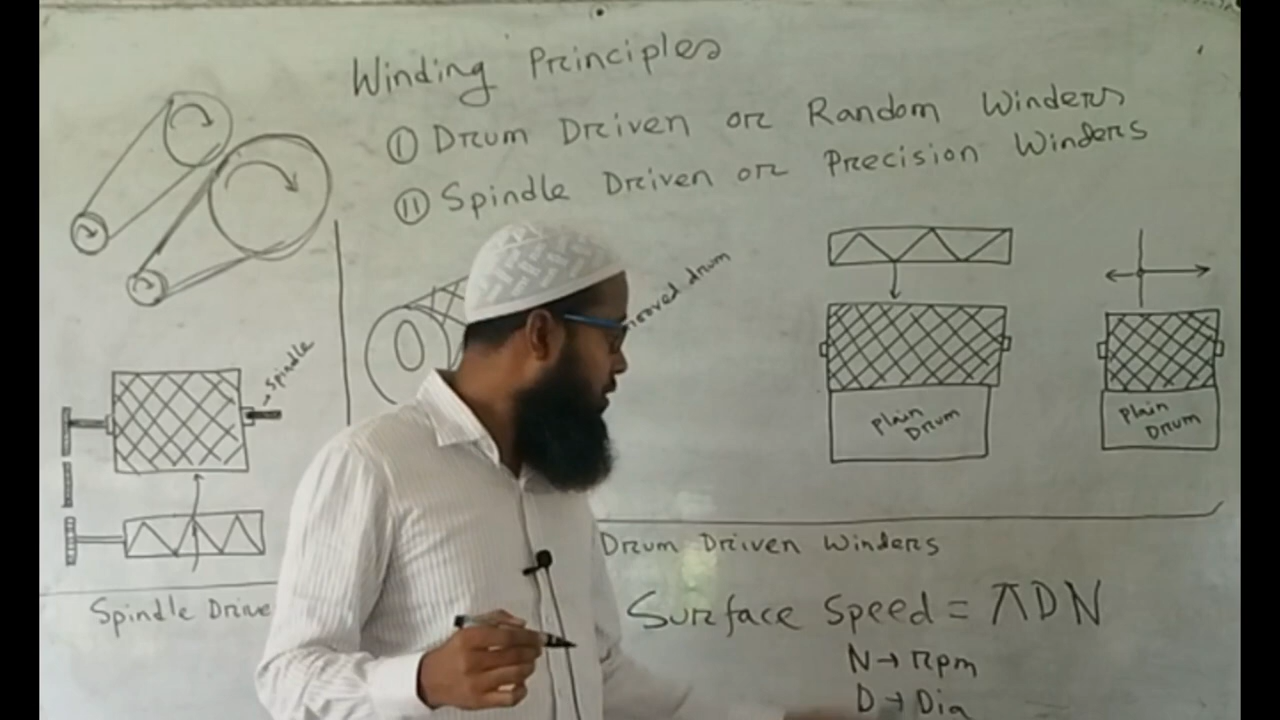 Winding Principles
I Drum Driven or Random Winders
II Spindle Driven or Precision Winders
drum
Spindle
Plain
Drum
Plain
Drum
Drum Driven Winders
Spindle Drive
Surface Speed = πDN
N → rpm
D → Dia